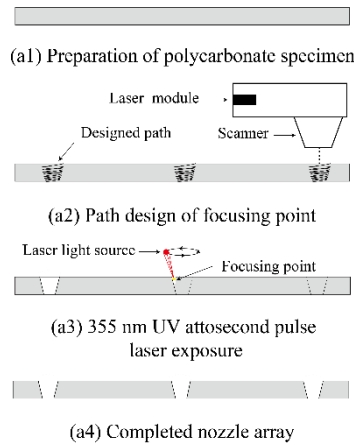 (a1) Preparation of polycarbonate specimen
Laser module
Designed path
Scanner
(a2) Path design of focusing point
Laser light source
Focusing point
(a3) 355 nm UV attosecond pulse
laser exposure
(a4) Completed nozzle array